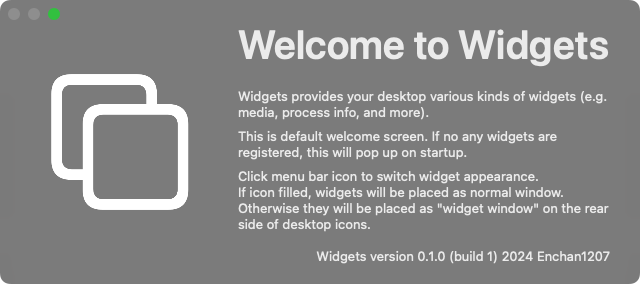 Welcome to Widgets
Widgets provides your desktop various kinds of widgets (e.g.
media, process info, and more).
This is default welcome screen. If no any widgets are
registered, this will pop up on startup.
Click menu bar icon to switch widget appearance.
If icon filled, widgets will be placed as normal window.
Otherwise they will be placed as "widget window" on the rear
side of desktop icons.
Widgets version 0.1.0 (build 1) 2024 Enchan1207